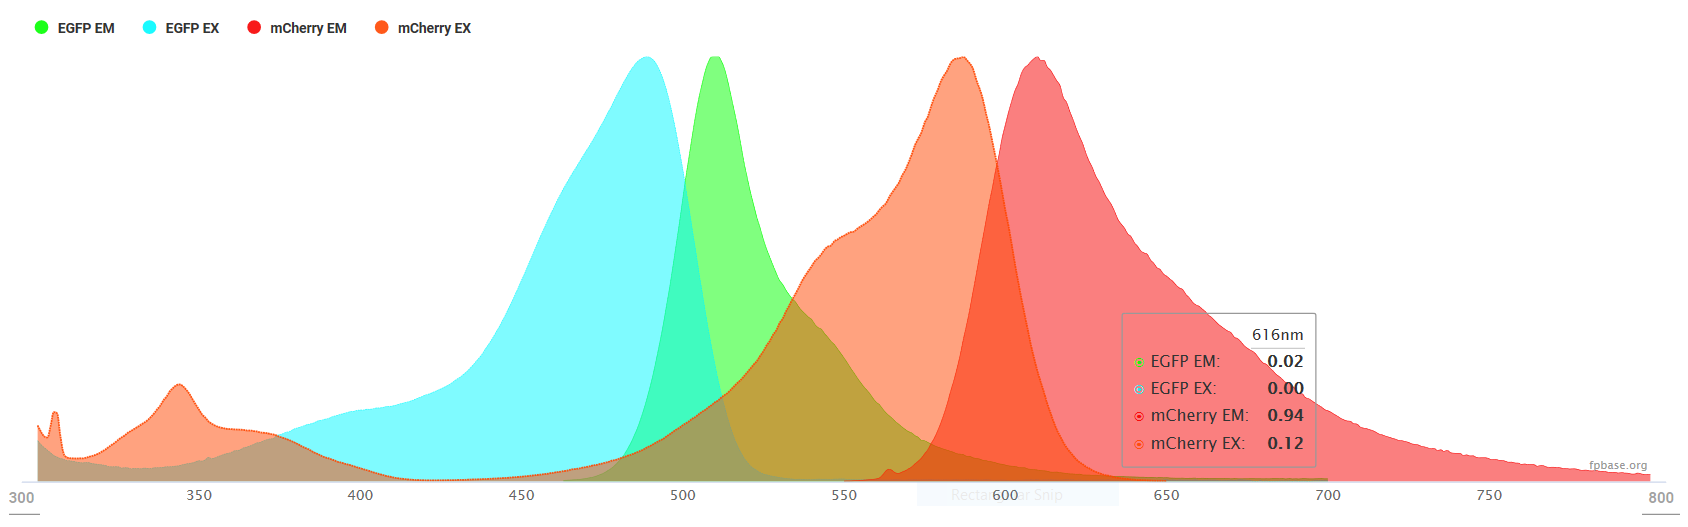 EGFP EM EGFP EX mCherry EM mCherry EX
616nm
EGFP EM: 0.02
EGFP EX: 0.00
mCherry EM: 0.94
mCherry EX: 0.12
fpbase.org
300 350 400 450 500 550 600 650 700 750 800